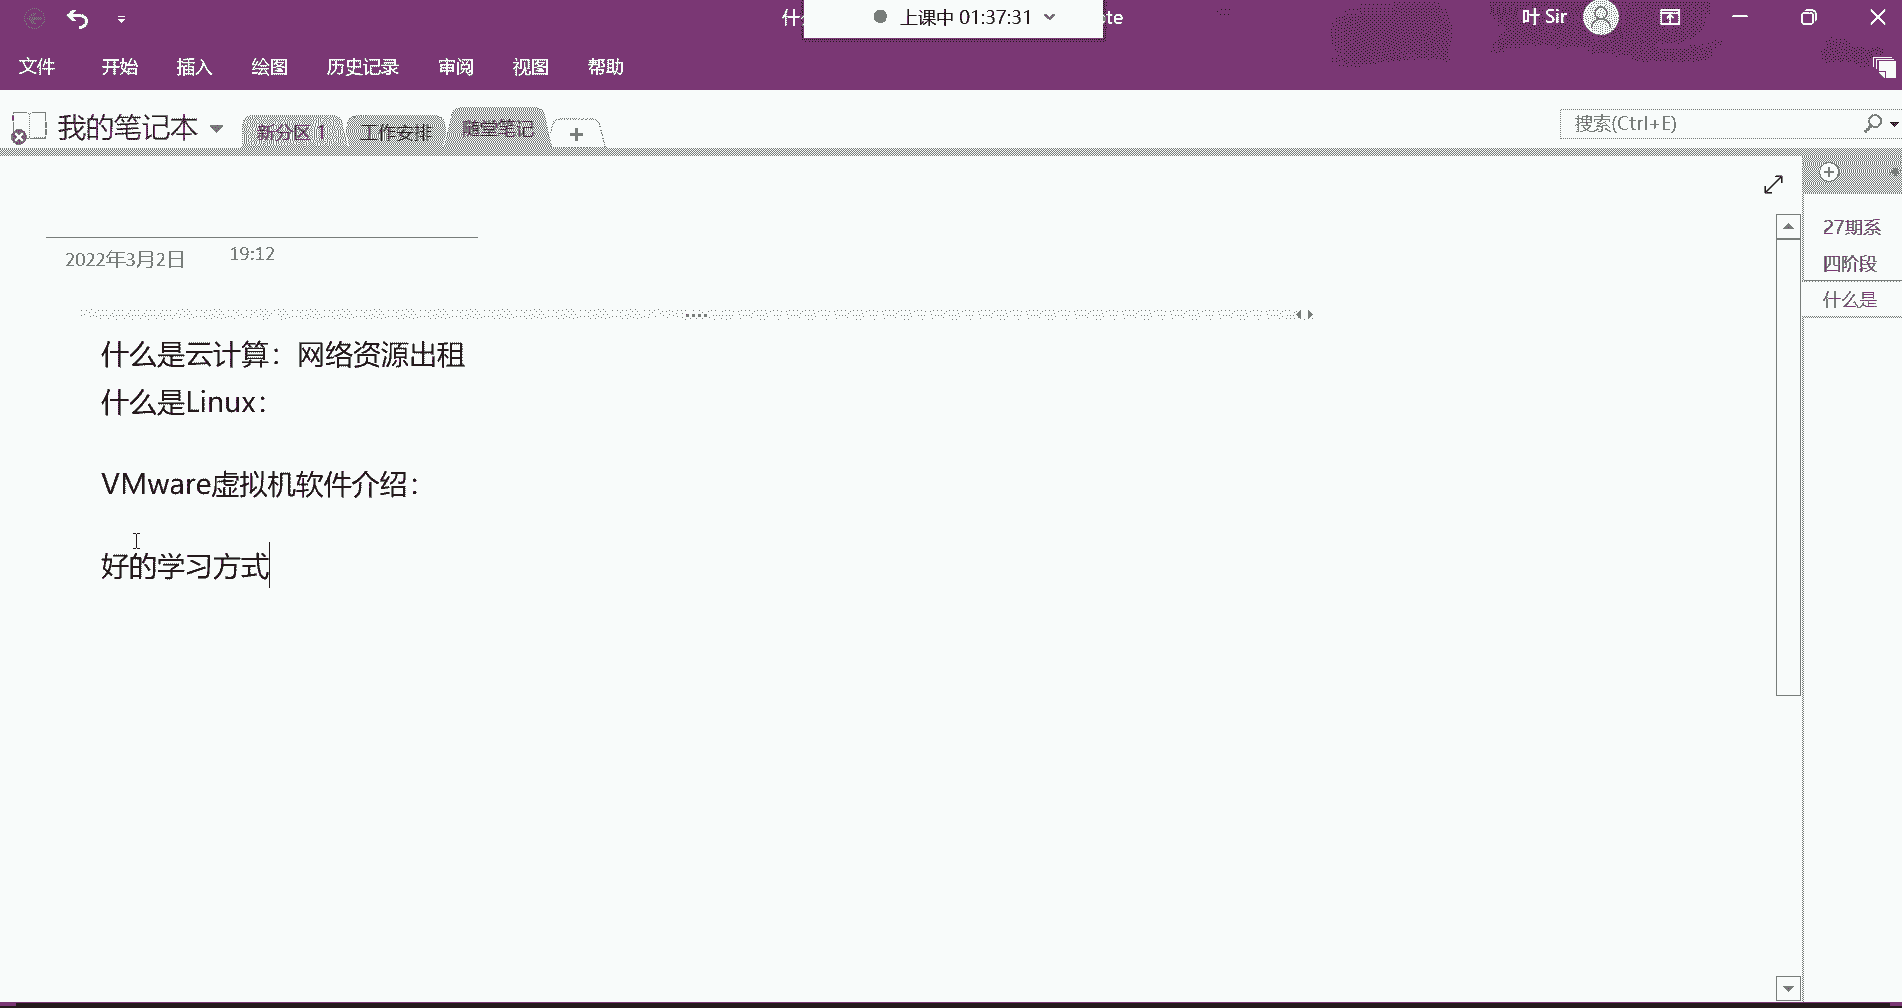 什
上课中 01:37:31
te
叶 Sir
文件 开始 插入 绘图 历史记录 审阅 视图 帮助
我的笔记本
新分区 1
工作安排
随堂笔记
搜索(Ctrl+E)
2022年3月2日 19:12
什么是云计算：网络资源出租
什么是Linux：
VMware虚拟机软件介绍：
好的学习方式
27期系
四阶段
什么是